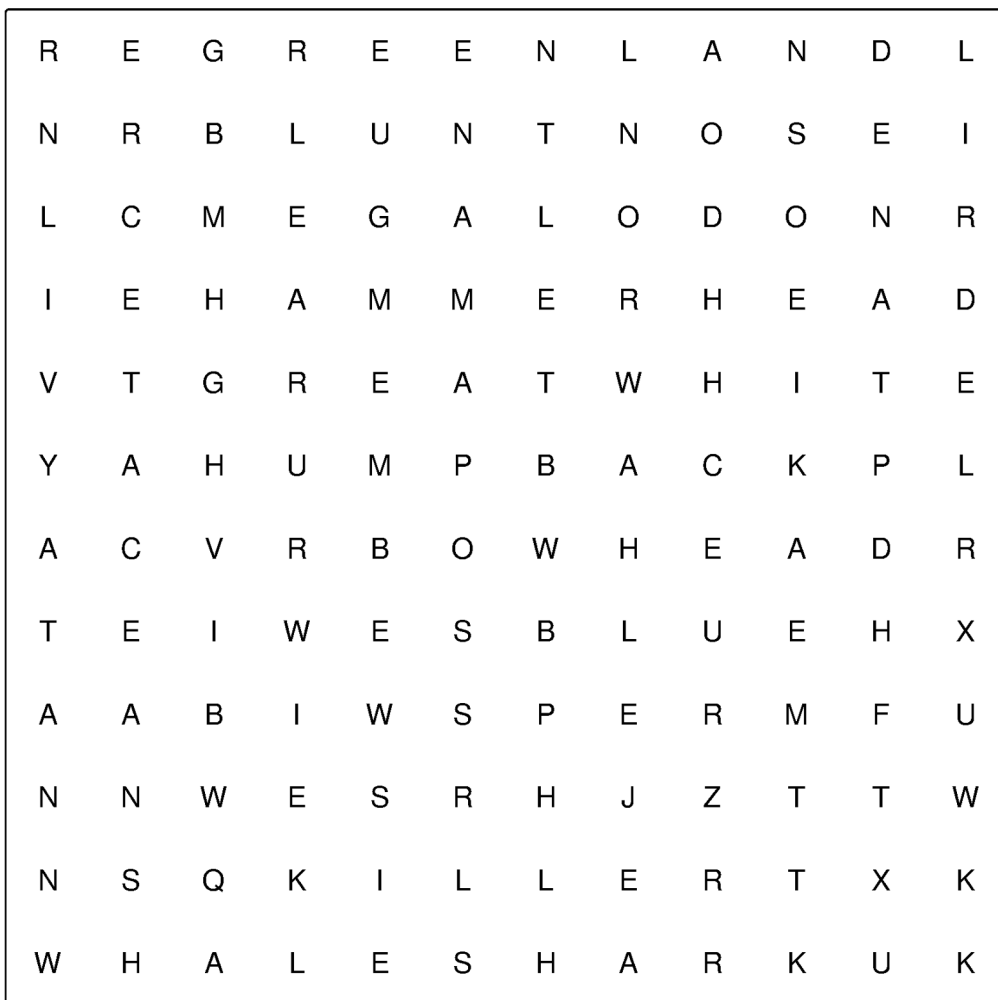 R E G R E E N L A N D L
N R B L U N T N O S E I
L C M E G A L O D O N R
I E H A M M E R H E A D
V T G R E A T W H I T E
Y A H U M P B A C K P L
A C V R B O W H E A D R
T E I W E S B L U E H X
A A B I W S P E R M F U
N N W E S R H J Z T T W
N S Q K I L L E R T X K
W H A L E S H A R K U K